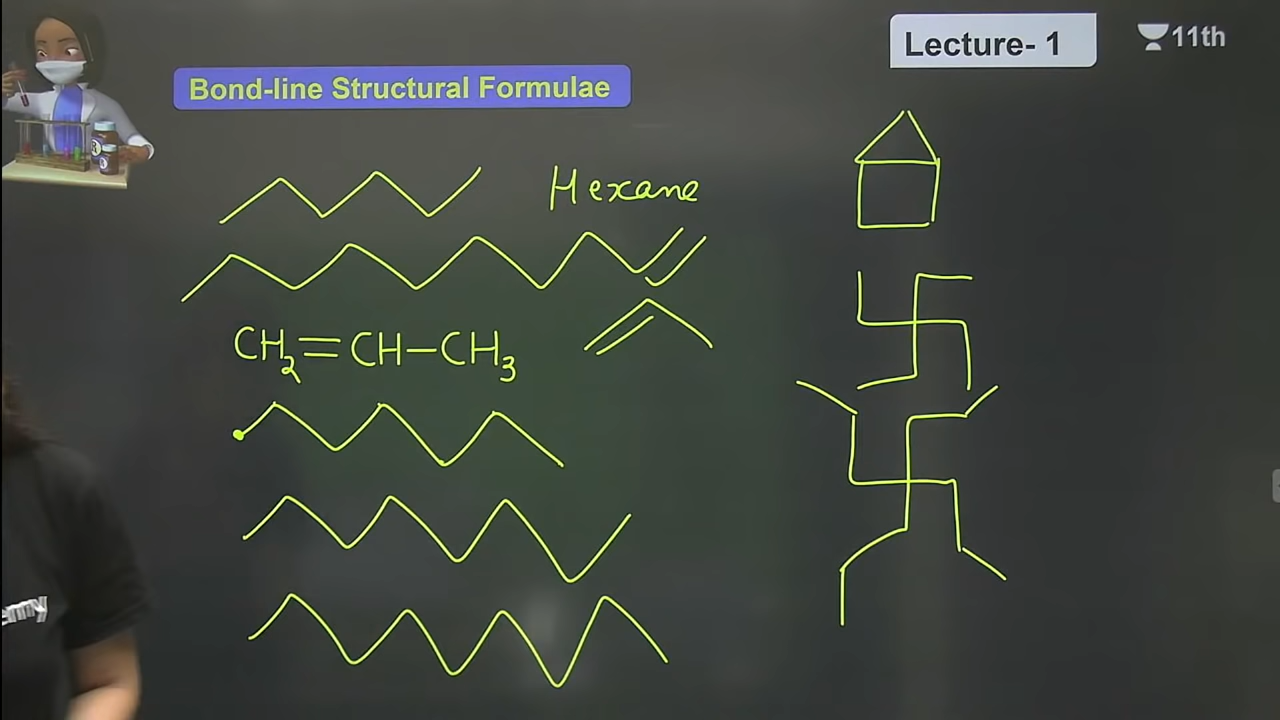 Lecture- 1
11th
Bond-line Structural Formulae
Hexane
CH₂=CH-CH₃